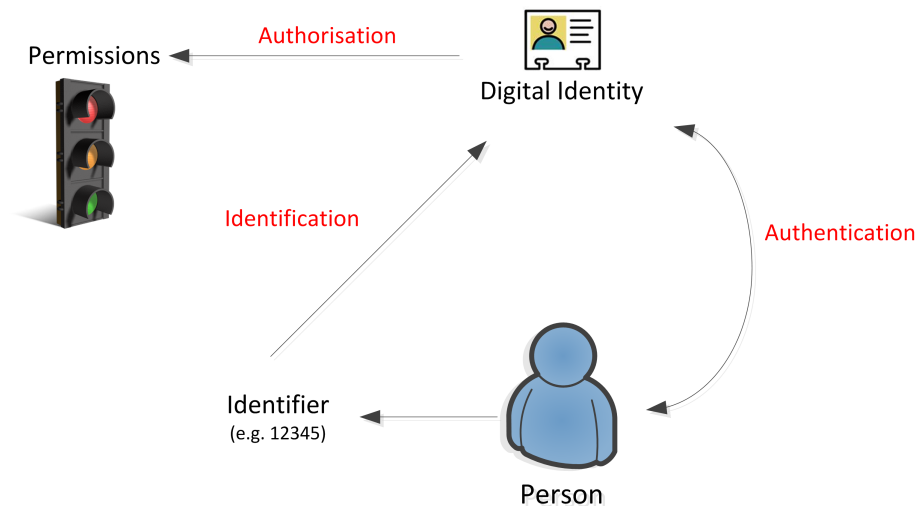 Authorisation
Permissions
Digital Identity
Identification
Authentication
Identifier
(e.g. 12345)
Person